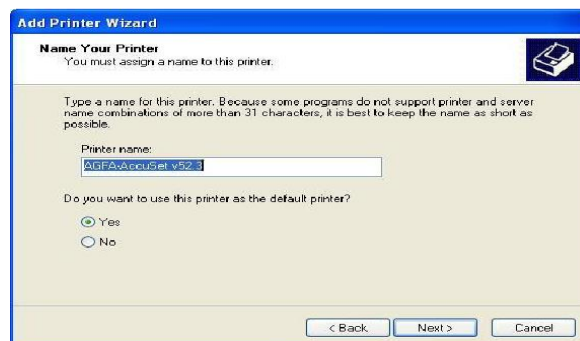 Add Printer Wizard
Name Your Printer
You must assign a name to this printer.
Type a name for this printer. Because some programs do not support printer and server
name combinations of more than 31 characters, it is best to keep the name as short as
possible.
Printer name:
AGFA-AccuSet v52.3
Do you want to use this printer as the default printer?
Yes
No
< Back
Next >
Cancel